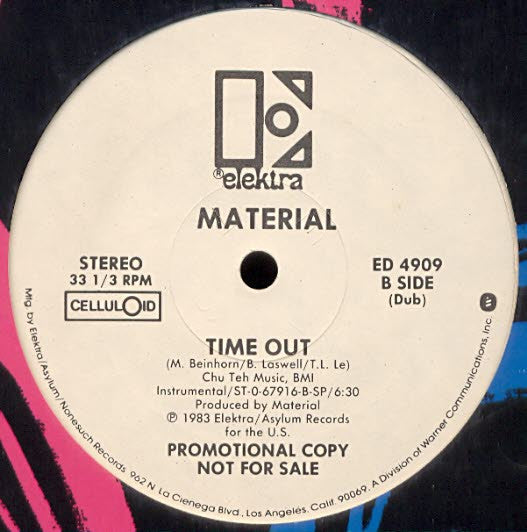 ® elektra
MATERIAL
STEREO
33 1/3 RPM
CELLULOID
ED 4909
B SIDE
(Dub)
TIME OUT
(M. Beinhorn/B. Laswell/T.L. Le)
Chu Teh Music, BMI
Instrumental/ST-0-67916-B-SP/6:30
Produced by Material
℗ 1983 Elektra/Asylum Records
for the U.S.
PROMOTIONAL COPY
NOT FOR SALE
Mfg. by Elektra/Asylum/Nonesuch Records 962 N. La Cienega Blvd., Los Angeles, Calif. 90069. A Division of Warner Communications, Inc.